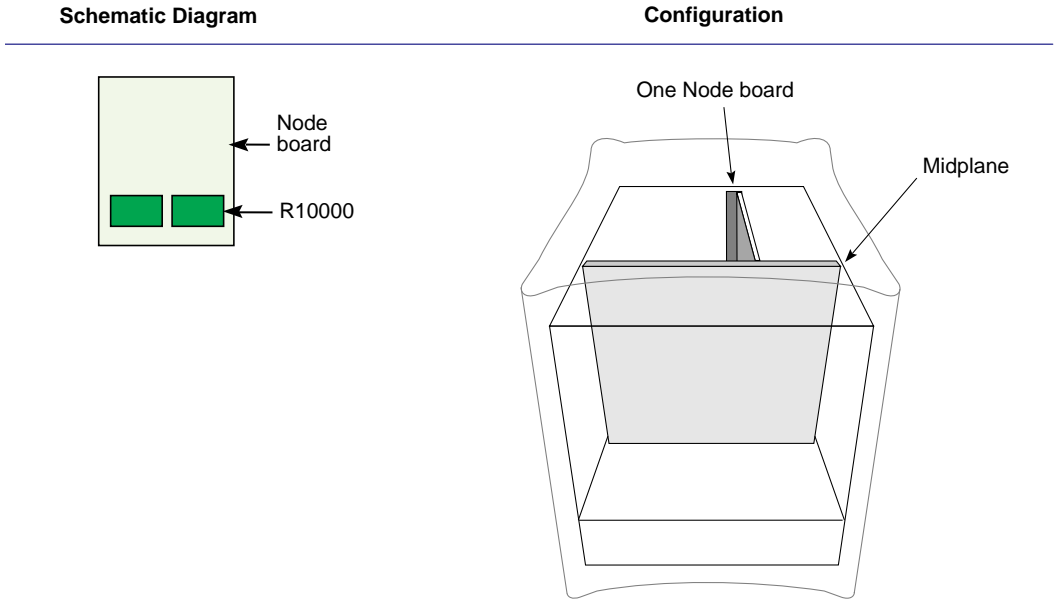 Schematic Diagram
Configuration
Node
board
R10000
One Node board
Midplane